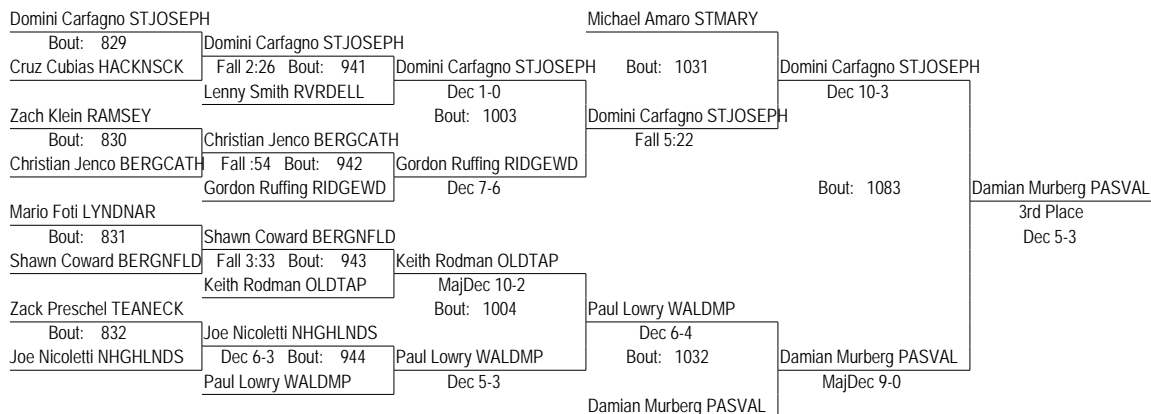 Domini Carfagno STJOSEPH
Bout: 829
Cruz Cubias HACKNSCK
Zach Klein RAMSEY
Bout: 830
Christian Jenco BERGCATH
Mario Foti LYNDNAR
Bout: 831
Shawn Coward BERGNFLD
Zack Preschel TEANECK
Bout: 832
Joe Nicoletti NHGHLNDS
Domini Carfagno STJOSEPH
Fall 2:26 Bout: 941
Lenny Smith RVRDELL
Christian Jenco BERGCATH
Fall :54 Bout: 942
Gordon Ruffing RIDGEWD
Shawn Coward BERGNFLD
Fall 3:33 Bout: 943
Keith Rodman OLDTAP
Joe Nicoletti NHGHLNDS
Dec 6-3 Bout: 944
Paul Lowry WALDMP
Domini Carfagno STJOSEPH
Dec 1-0
Bout: 1003
Gordon Ruffing RIDGEWD
Dec 7-6
Keith Rodman OLDTAP
MajDec 10-2
Bout: 1004
Paul Lowry WALDMP
Dec 5-3
Michael Amaro STMARY
Bout: 1031
Domini Carfagno STJOSEPH
Fall 5:22
Paul Lowry WALDMP
Dec 6-4
Bout: 1032
Damian Murberg PASVAL
Domini Carfagno STJOSEPH
Dec 10-3
Bout: 1083
Damian Murberg PASVAL
MajDec 9-0
Damian Murberg PASVAL
3rd Place
Dec 5-3